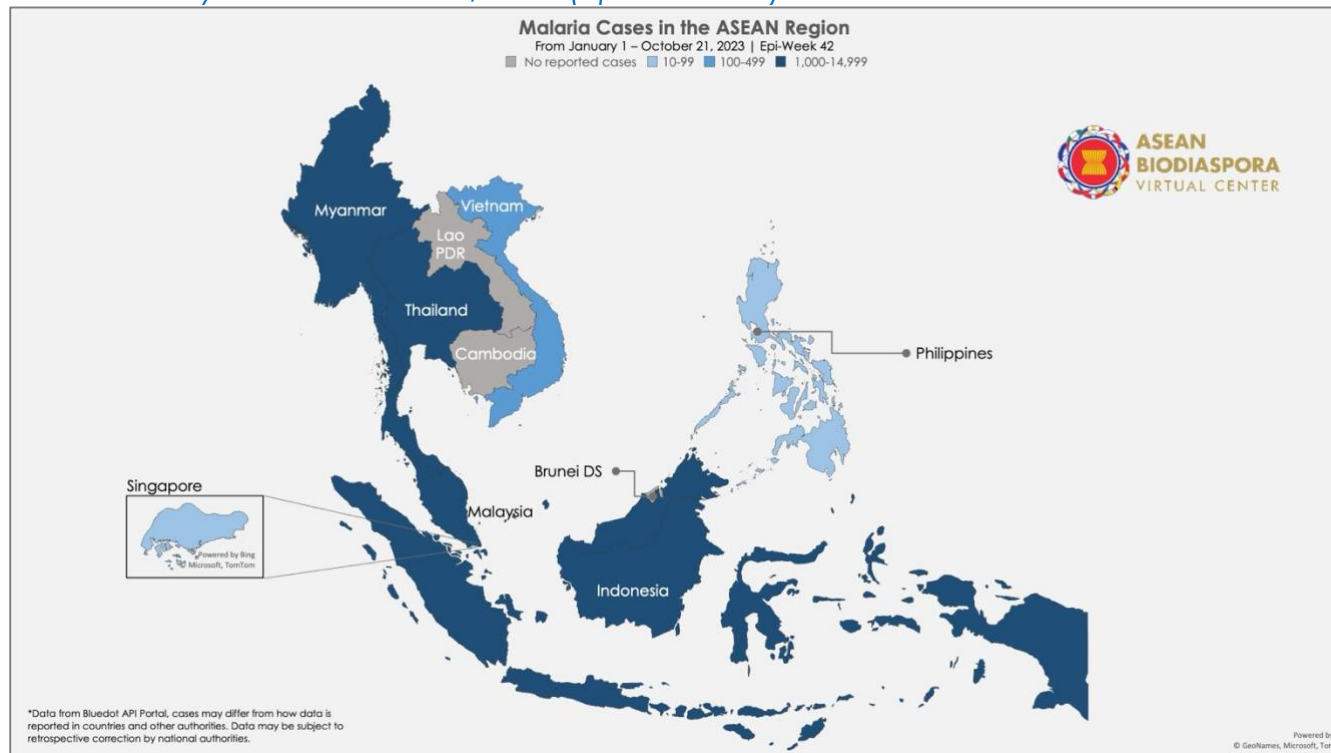 Malaria Cases in the ASEAN Region
From January 1 – October 21, 2023 | Epi-Week 42
No reported cases 10-99 100-499 1,000-14,999
ASEAN
BIODIASPORA
VIRTUAL CENTER
Myanmar
Vietnam
Lao
PDR
Thailand
Cambodia
Philippines
Brunei DS
Singapore
Powered by Bing
© Microsoft, TomTom
Malaysia
Indonesia
*Data from Bluedot API Portal, cases may differ from how data is
reported in countries and other authorities. Data may be subject to
retrospective correction by national authorities.
Powered by
© GeoNames, Microsoft, Tom